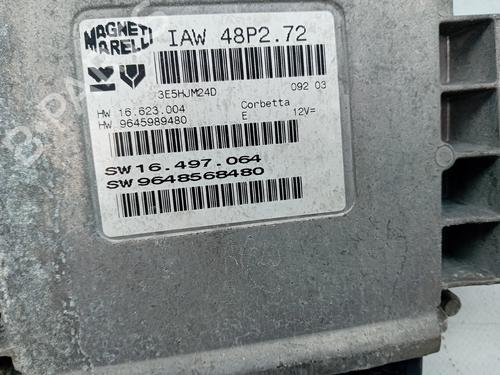 MAGNETI
MARELLI
IAW 48P2.72
3E5HJM24D
092 03
HW 16.623.004
Corbetta
HW 9645989480
E
12V=
SW 16.497.064
SW 9648568480